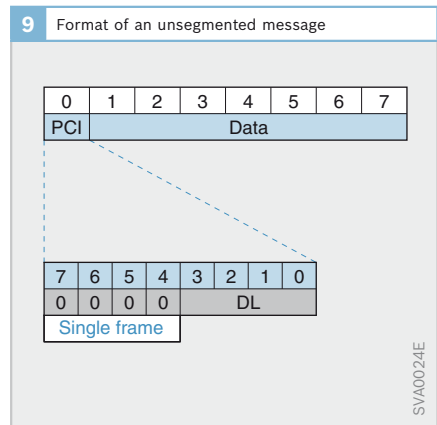 9 Format of an unsegmented message
0 1 2 3 4 5 6 7
PCI Data
7 6 5 4 3 2 1 0
0 0 0 0 DL
Single frame
SVA0024E